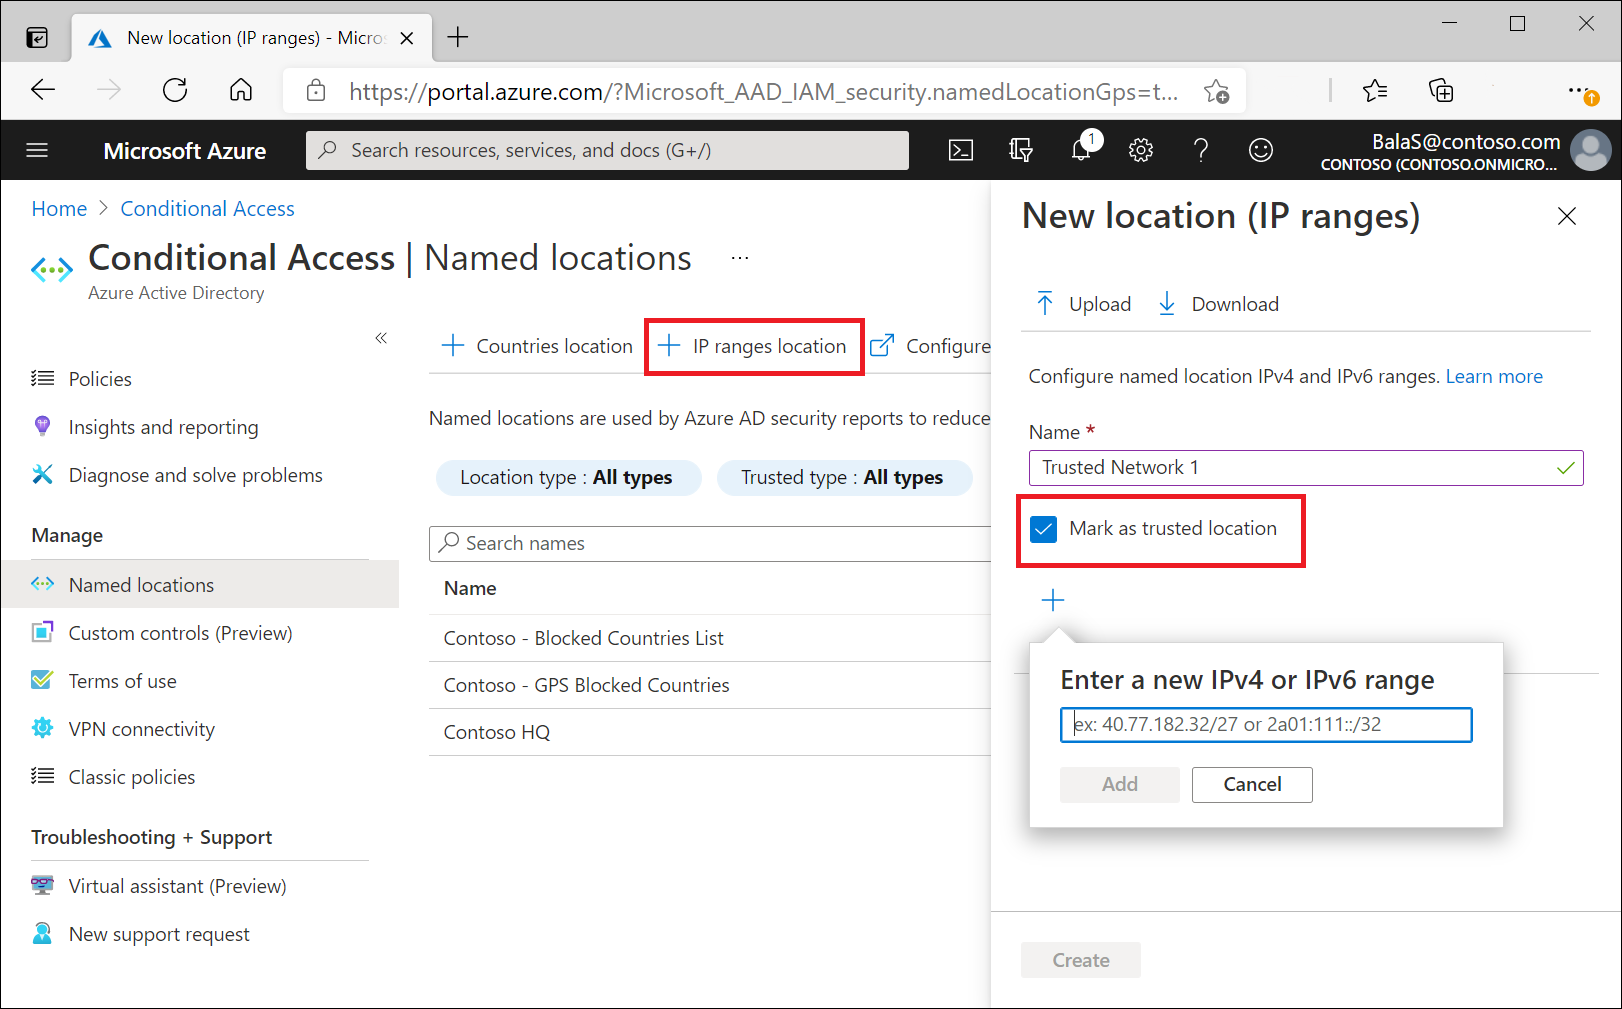 New location (IP ranges) - Micros
https://portal.azure.com/?Microsoft_AAD_IAM_security.namedLocationGps=t...
Microsoft Azure
Search resources, services, and docs (G+/)
1
BalaS@contoso.com
CONTOSO (CONTOSO.ONMICRO...
Home > Conditional Access
Conditional Access | Named locations
...
Azure Active Directory
«
Policies
Insights and reporting
Diagnose and solve problems
Manage
Named locations
Custom controls (Preview)
Terms of use
VPN connectivity
Classic policies
Troubleshooting + Support
Virtual assistant (Preview)
New support request
+ Countries location
+ IP ranges location
Configure
Named locations are used by Azure AD security reports to reduce
Location type : All types
Trusted type : All types
Search names
Name
Contoso - Blocked Countries List
Contoso - GPS Blocked Countries
Contoso HQ
New location (IP ranges)
Upload
Download
Configure named location IPv4 and IPv6 ranges. Learn more
Name *
Trusted Network 1
Mark as trusted location
+
Enter a new IPv4 or IPv6 range
ex: 40.77.182.32/27 or 2a01:111::/32
Add
Cancel
Create